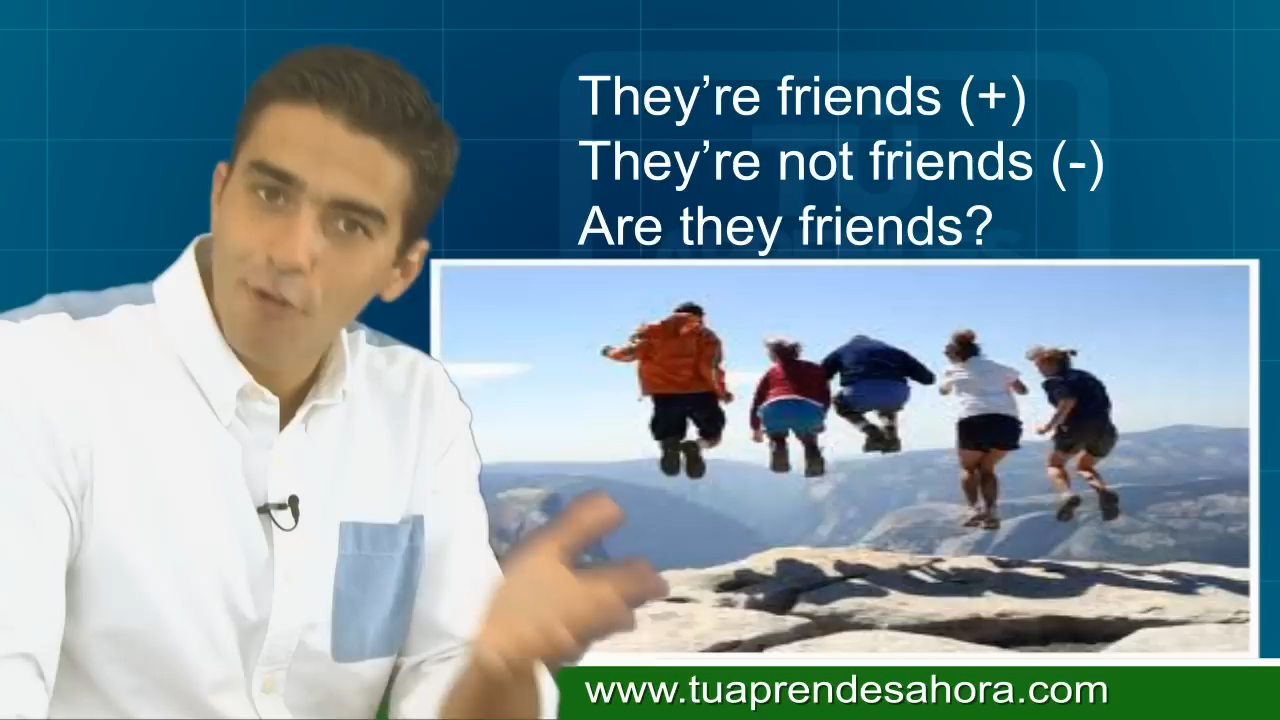 They’re friends (+)
They’re not friends (-)
Are they friends?
www.tuaprendesahora.com